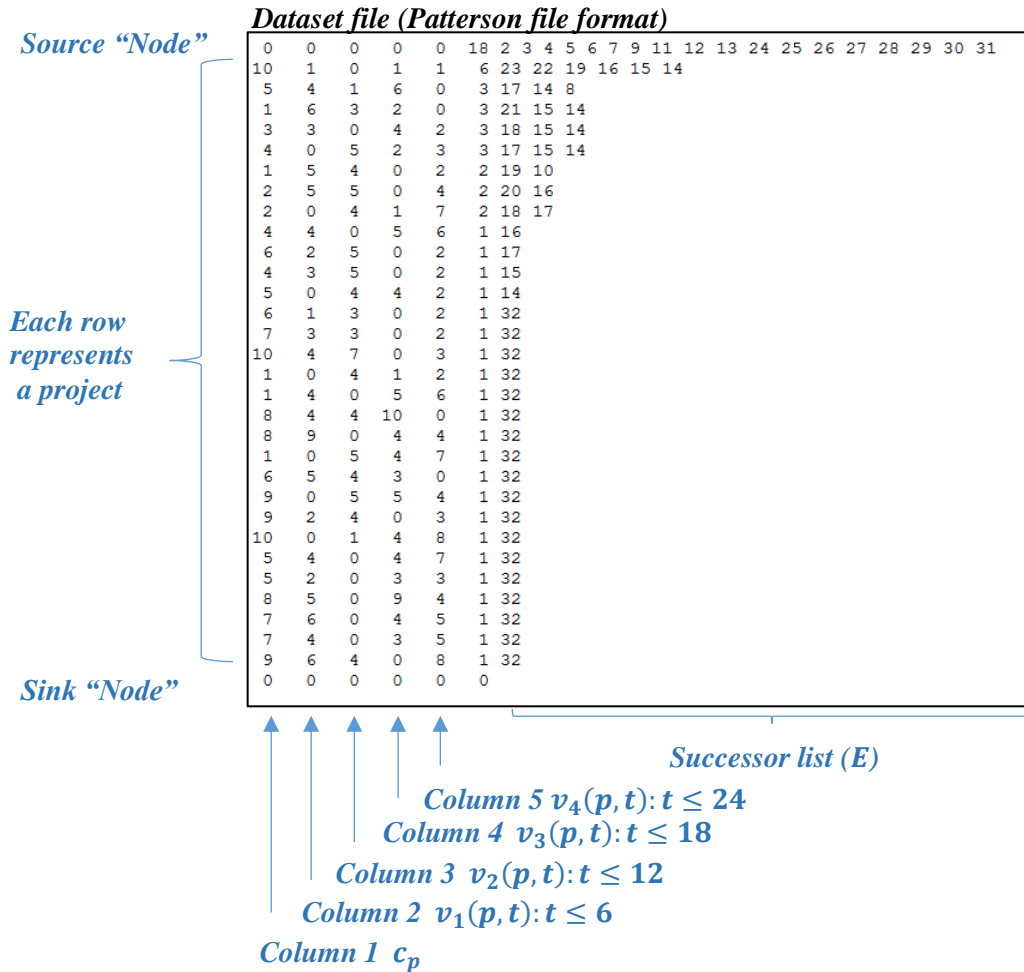 Dataset file (Patterson file format)
Source “Node”
0 0 0 0 0 18 2 3 4 5 6 7 9 11 12 13 24 25 26 27 28 29 30 31
10 1 0 1 1 6 23 22 19 16 15 14
5 4 1 6 0 3 17 14 8
1 6 3 2 0 3 21 15 14
3 3 0 4 2 3 18 15 14
4 0 5 2 3 3 17 15 14
1 5 4 0 2 2 19 10
2 5 5 0 4 2 20 16
2 0 4 1 7 2 18 17
4 4 0 5 6 1 16
6 2 5 0 2 1 17
4 3 5 0 2 1 15
5 0 4 4 2 1 14
6 1 3 0 2 1 32
7 3 3 0 2 1 32
10 4 7 0 3 1 32
1 0 4 1 2 1 32
1 4 0 5 6 1 32
8 4 4 10 0 1 32
8 9 0 4 4 1 32
1 0 5 4 7 1 32
6 5 4 3 0 1 32
9 0 5 5 4 1 32
9 2 4 0 3 1 32
10 0 1 4 8 1 32
5 4 0 4 7 1 32
5 2 0 3 3 1 32
8 5 0 9 4 1 32
7 6 0 4 5 1 32
7 4 0 3 5 1 32
9 6 4 0 8 1 32
0 0 0 0 0 0
Each row
represents
a project
Sink “Node”
Successor list (E)
Column 5 v₄(p,t): t ≤ 24
Column 4 v₃(p,t): t ≤ 18
Column 3 v₂(p,t): t ≤ 12
Column 2 v₁(p,t): t ≤ 6
Column 1 cₚ